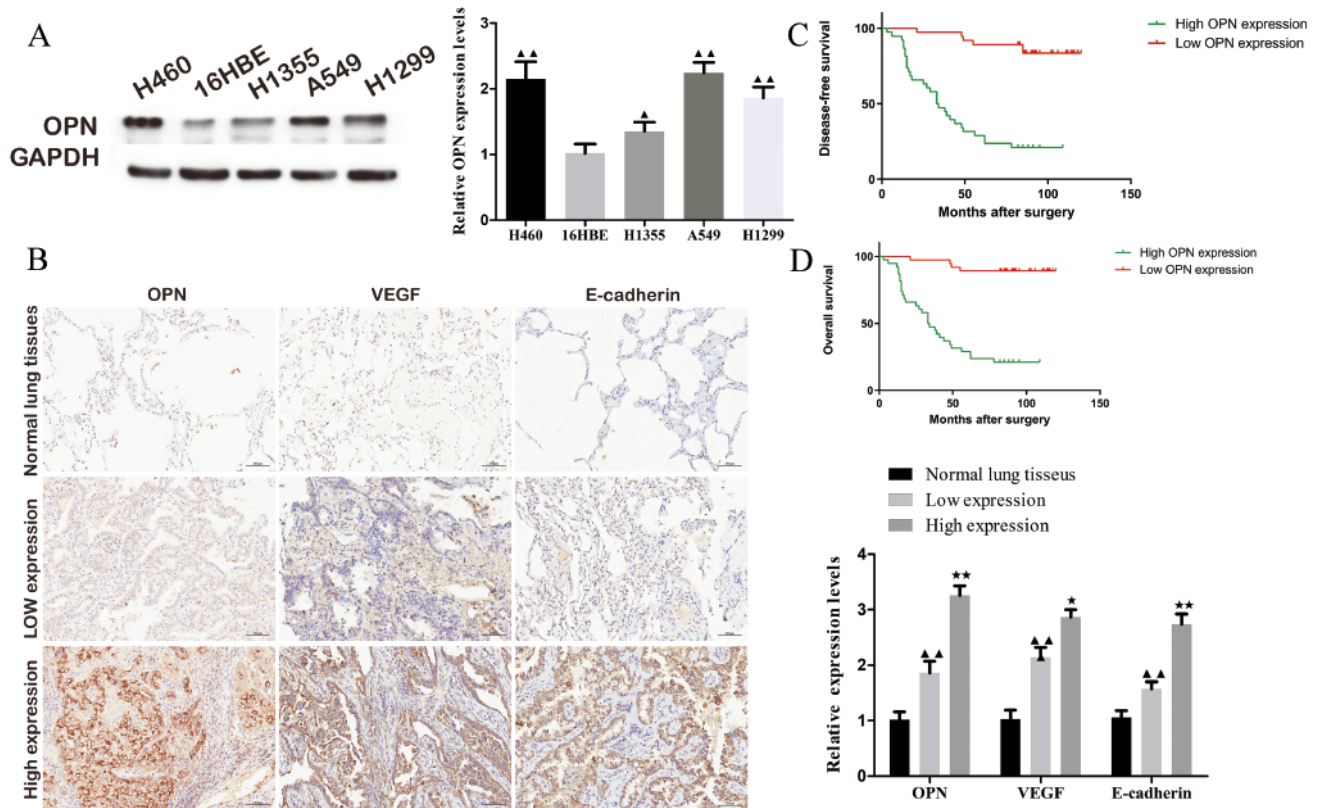 A
H460 16HBE H1355 A549 H1299
OPN
GAPDH
Relative OPN expression levels
3
2
1
0
▲▲ ▲ ▲▲ ▲▲
H460 16HBE H1355 A549 H1299
C
High OPN expression
Low OPN expression
Disease-free survival
100
50
0
0 50 100 150
Months after surgery
B
OPN VEGF E-cadherin
Normal lung tissues
LOW expression
High expression
D
High OPN expression
Low OPN expression
Overall survival
100
50
0
0 50 100 150
Months after surgery
Normal lung tisseus
Low expression
High expression
Relative expression levels
4
3
2
1
0
▲▲ ★★ ▲▲ ★ ▲▲ ★★
OPN VEGF E-cadherin